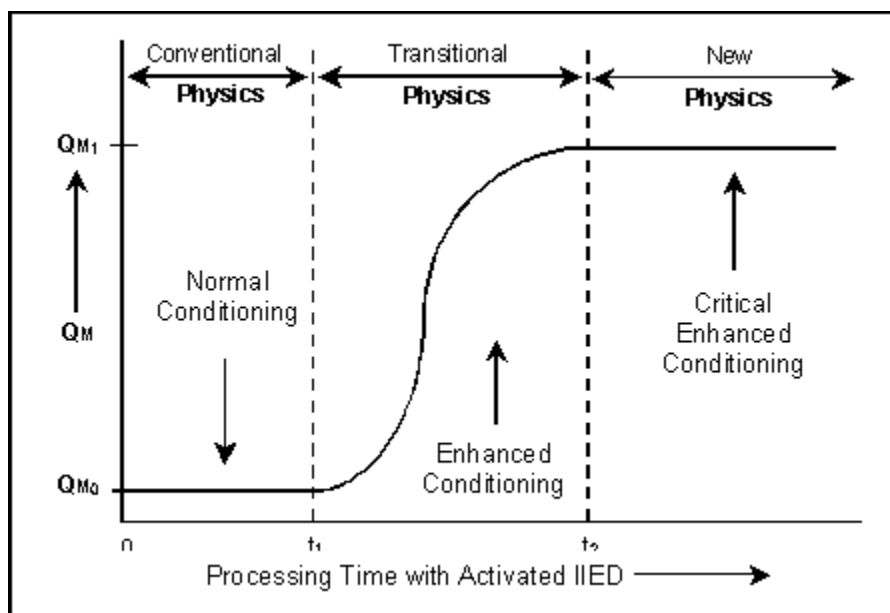 Conventional
Physics
Transitional
Physics
New
Physics
QM1
QM
QM0
Normal
Conditioning
Enhanced
Conditioning
Critical
Enhanced
Conditioning
0
t1
t2
Processing Time with Activated IIED